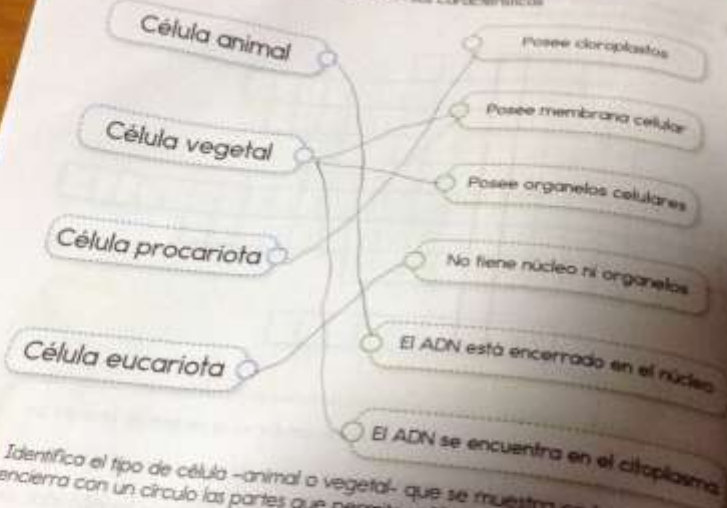 Célula animal
Célula vegetal
Célula procariota
Célula eucariota
Posee cloroplastos
Posee membrana celular
Posee organelos celulares
No tiene núcleo ni organelos
El ADN está encerrado en el núcleo
El ADN se encuentra en el citoplasma
Identifica el tipo de célula -animal o vegetal- que se muestra
encierra con un círculo las partes que